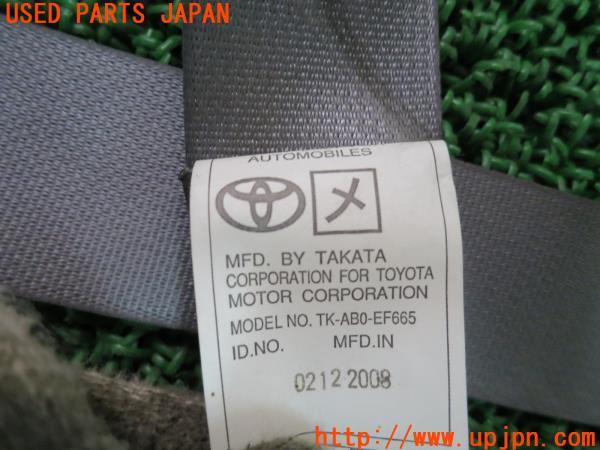 USED PARTS JAPAN
AUTOMOBILES
メ
MFD. BY TAKATA
CORPORATION FOR TOYOTA
MOTOR CORPORATION
MODEL NO. TK-AB0-EF665
ID.NO. MFD.IN
0212 2008
http://www.upjpn.com